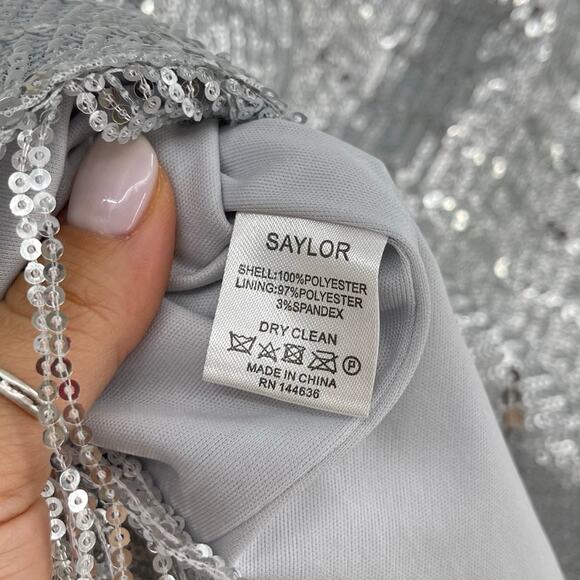 SAYLOR
SHELL:100%POLYESTER
LINING:97%POLYESTER
3%SPANDEX
DRY CLEAN
P
MADE IN CHINA
RN 144636